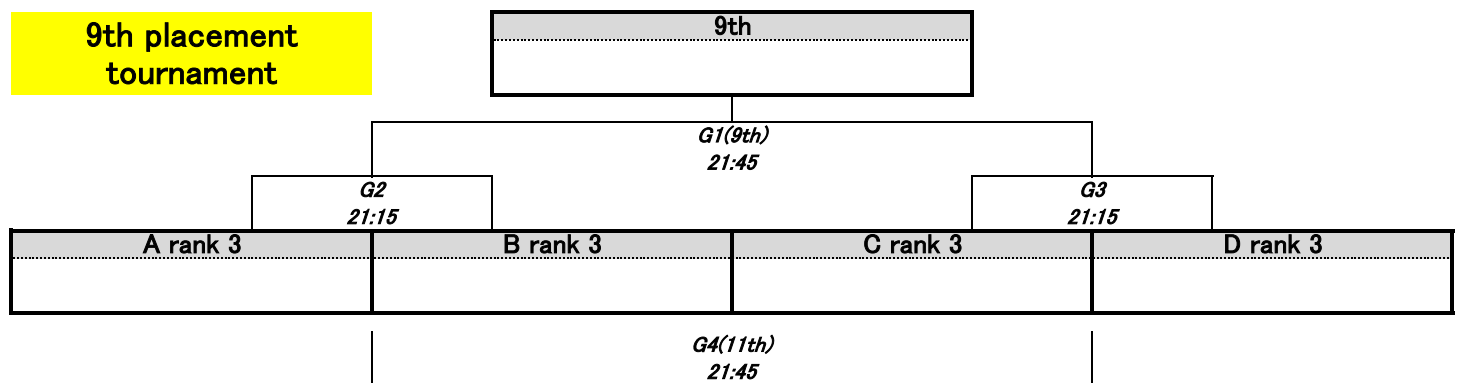 9th placement
tournament
9th
G1(9th)
21:45
G2
21:15
G3
21:15
A rank 3
B rank 3
C rank 3
D rank 3
G4(11th)
21:45